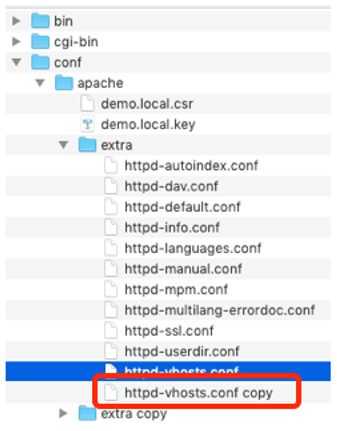 bin
cgi-bin
conf
apache
demo.local.csr
demo.local.key
extra
httpd-autoindex.conf
httpd-dav.conf
httpd-default.conf
httpd-info.conf
httpd-languages.conf
httpd-manual.conf
httpd-mpm.conf
httpd-multilang-errordoc.conf
httpd-ssl.conf
httpd-userdir.conf
httpd-vhosts.conf
httpd-vhosts.conf copy
extra copy